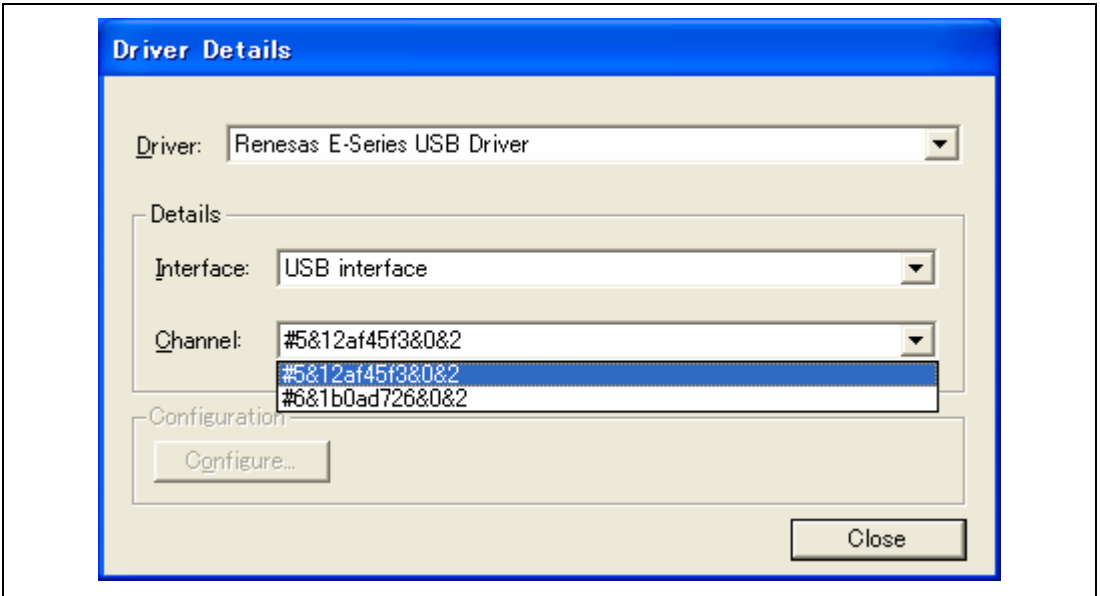 Driver Details
Driver: Renesas E-Series USB Driver
Details
Interface: USB interface
Channel: #5&12af45f3&0&2
#5&12af45f3&0&2
#6&1b0ad726&0&2
Configuration
Configure...
Close